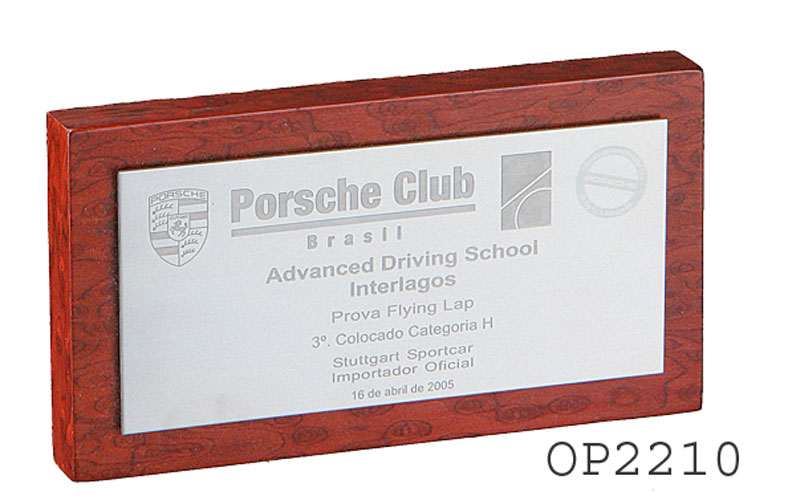 PORSCHE
Porsche Club
Brasil
Advanced Driving School
Interlagos
Prova Flying Lap
3º. Colocado Categoria H
Stuttgart Sportcar
Importador Oficial
16 de abril de 2005
OP2210